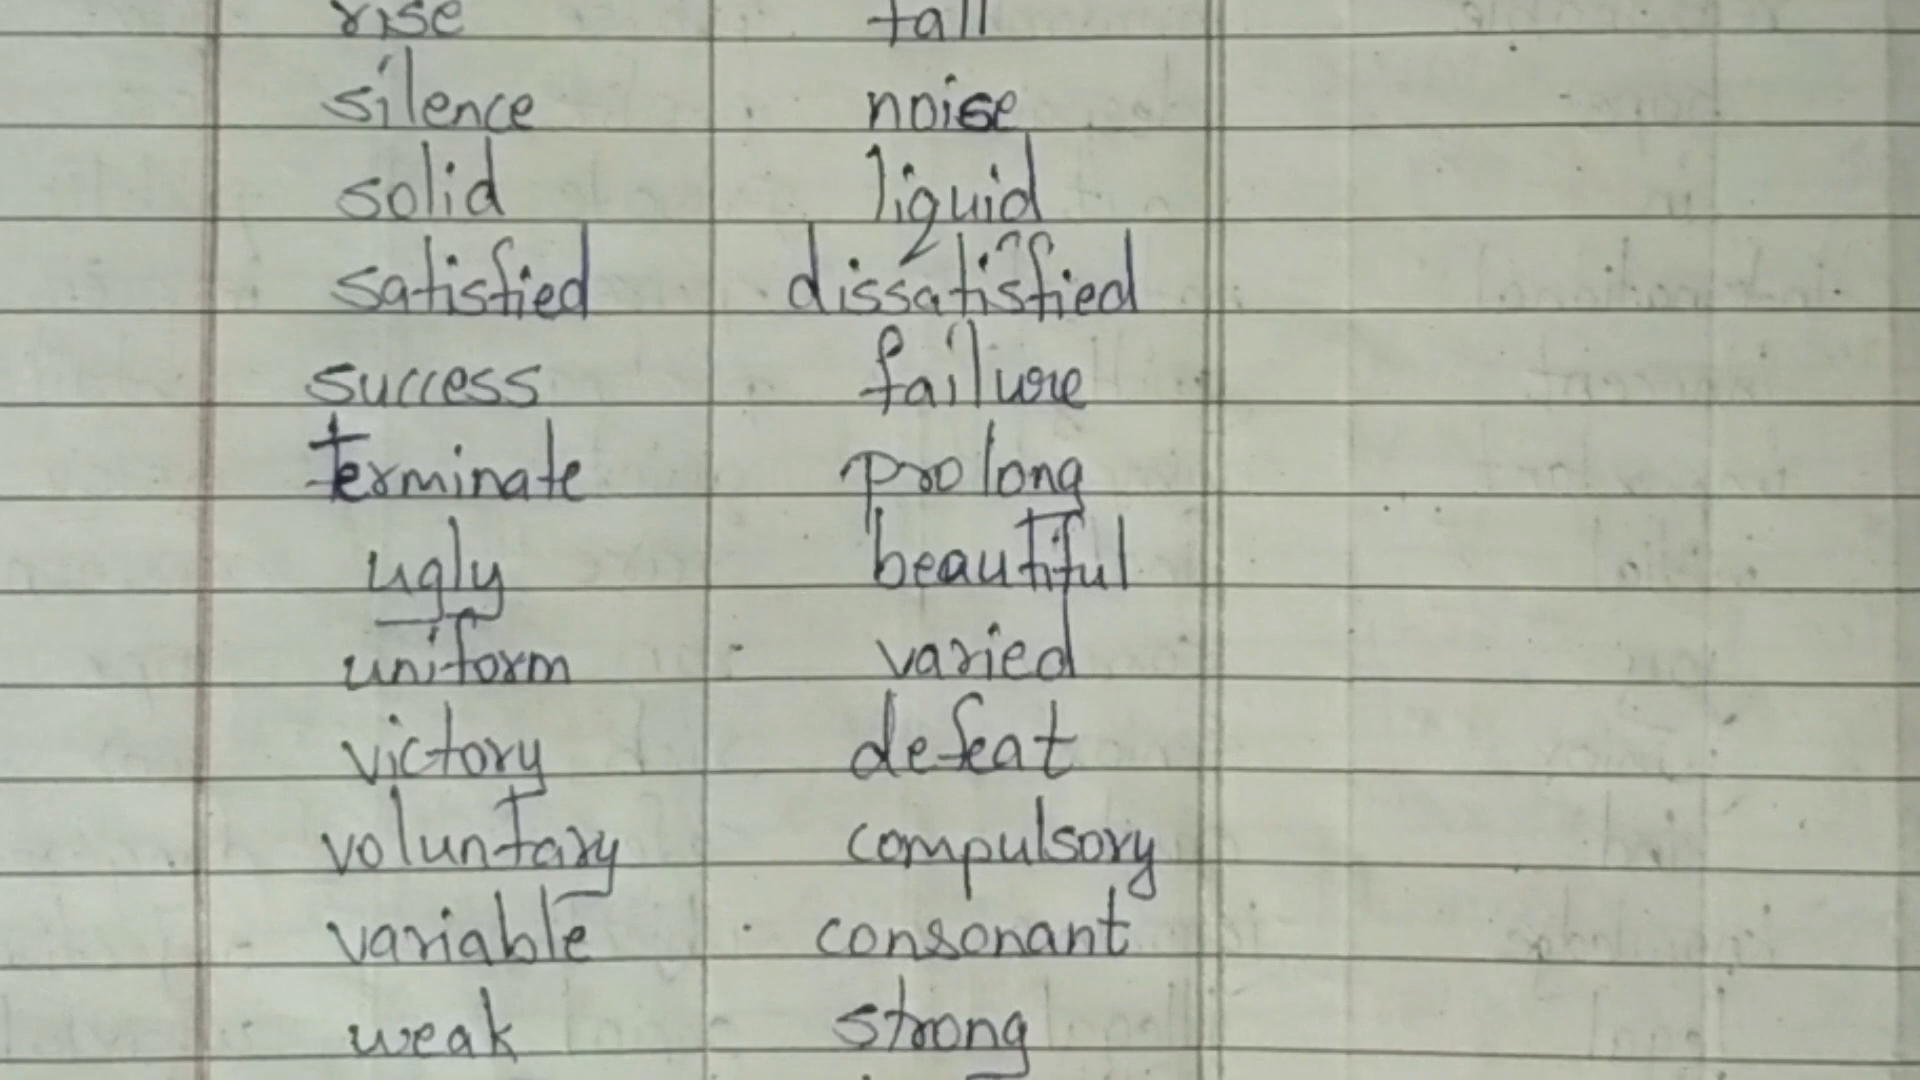 rise fall
silence noise
solid liquid
satisfied dissatisfied
success failure
terminate prolong
ugly beautiful
uniform varied
victory defeat
voluntary compulsory
variable consonant
weak strong